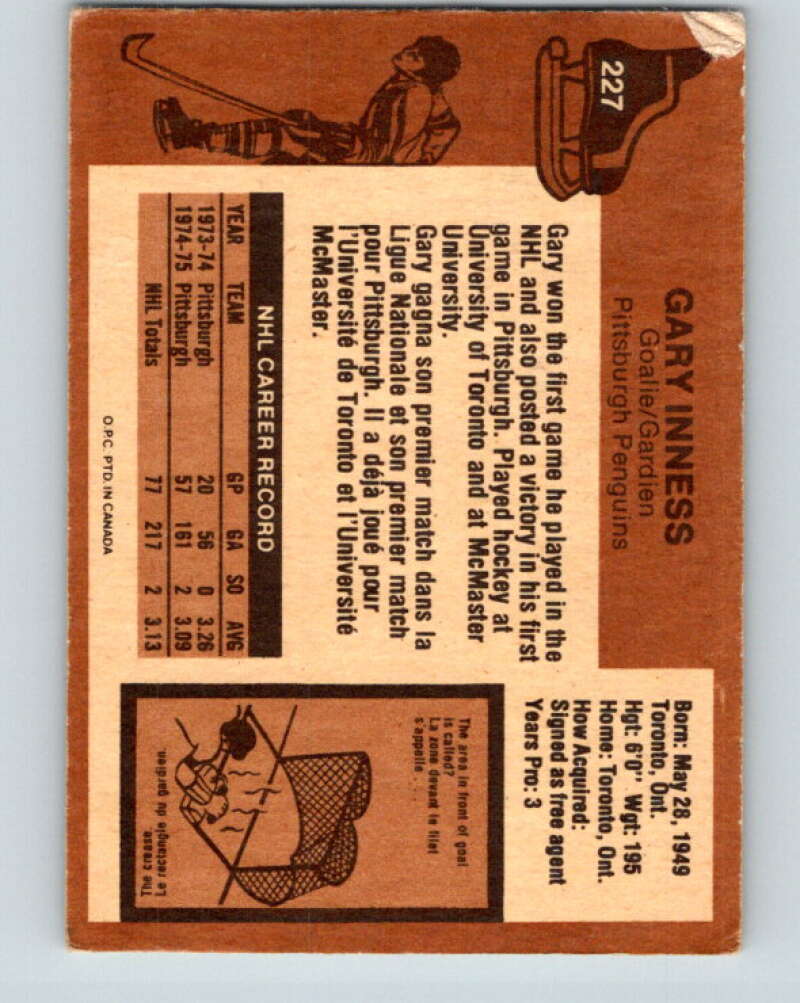 227
GARY INNESS
Goalie/Gardien
Pittsburgh Penguins
Born: May 28, 1949
Toronto, Ont.
Hgt: 6'0" Wgt: 195
Home: Toronto, Ont.
How Acquired:
Signed as free agent
Years Pro: 3
Gary won the first game he played in the
NHL and also posted a victory in his first
game in Pittsburgh. Played hockey at
University of Toronto and at McMaster
University.
Gary gagna son premier match dans la
Ligue Nationale et son premier match
pour Pittsburgh. Il a déjà joué pour
l'Université de Toronto et l'Université
McMaster.
NHL CAREER RECORD
YEAR TEAM GP GA SO AVG
1973-74 Pittsburgh 20 56 0 3.26
1974-75 Pittsburgh 57 161 2 3.09
NHL Totals 77 217 2 3.13
The area in front of goal
is called?
La zone devant le filet
s'appelle...
The crease.
Le rectangle du gardien.
O.P.C. PTD. IN CANADA